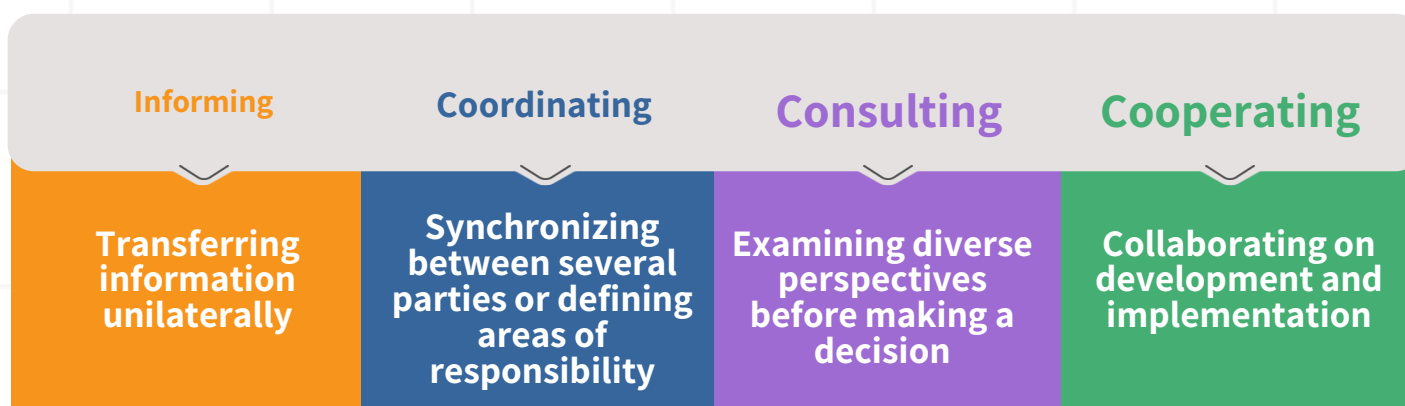 Informing
Coordinating
Consulting
Cooperating
Transferring
information
unilaterally
Synchronizing
between several
parties or defining
areas of
responsibility
Examining diverse
perspectives
before making a
decision
Collaborating on
development and
implementation